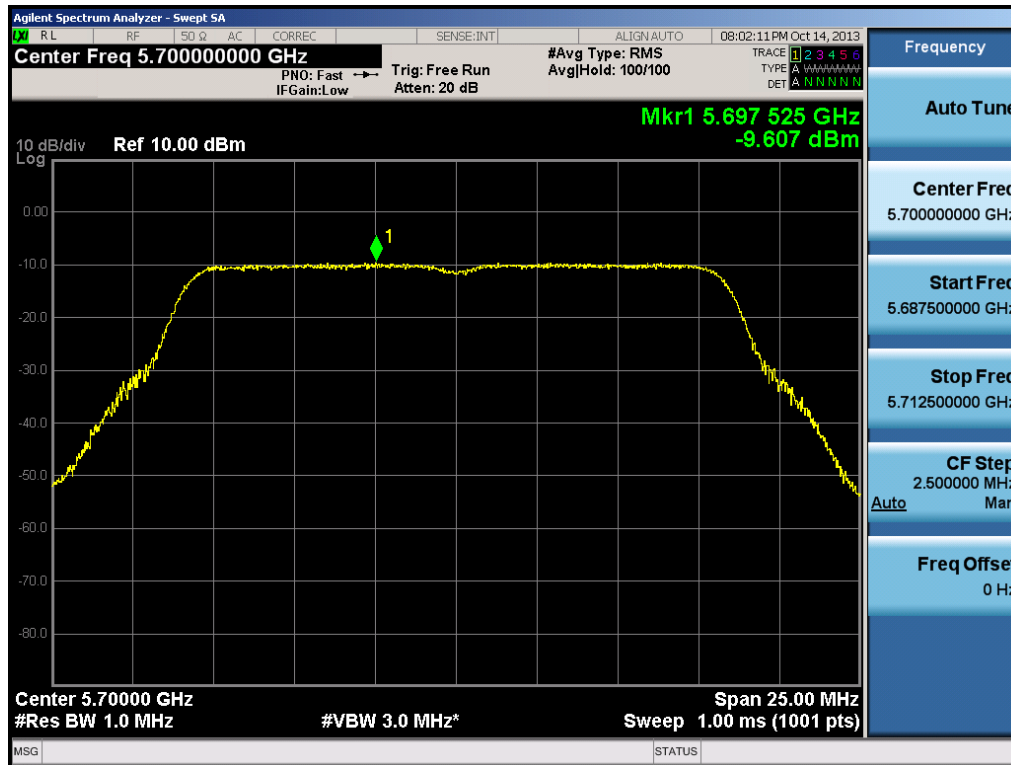 Agilent Spectrum Analyzer - Swept SA
LXI RL RF 50 Ω AC CORREC SENSE:INT ALIGN AUTO 08:02:11 PM Oct 14, 2013
Center Freq 5.700000000 GHz
PNO: Fast
IFGain:Low
Trig: Free Run
Atten: 20 dB
#Avg Type: RMS
Avg|Hold: 100/100
TRACE 1 2 3 4 5 6
TYPE A WWWWW
DET A N N N N N
Mkr1 5.697 525 GHz
-9.607 dBm
10 dB/div Ref 10.00 dBm
Log
1
0.00
-10.0
-20.0
-30.0
-40.0
-50.0
-60.0
-70.0
-80.0
Center 5.70000 GHz Span 25.00 MHz
#Res BW 1.0 MHz #VBW 3.0 MHz* Sweep 1.00 ms (1001 pts)
MSG STATUS
Frequency
Auto Tune
Center Freq
5.700000000 GHz
Start Freq
5.687500000 GHz
Stop Freq
5.712500000 GHz
CF Step
2.500000 MHz
Auto Man
Freq Offset
0 Hz